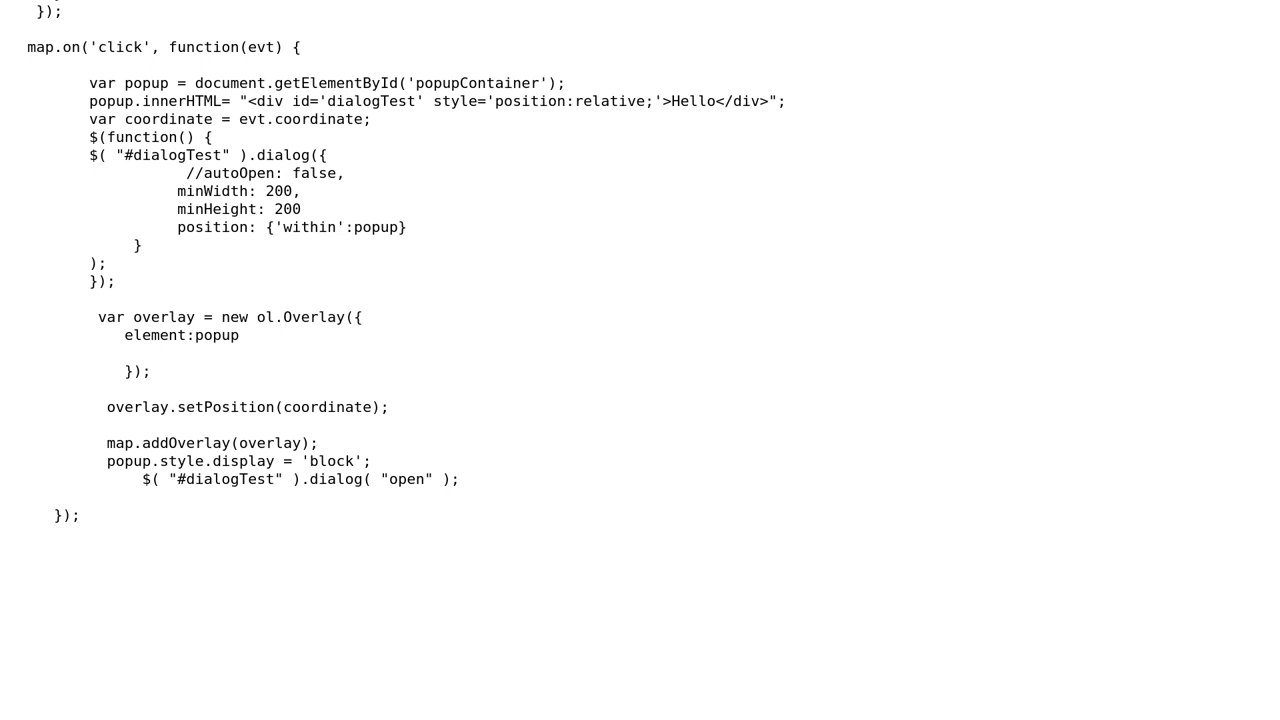 });
map.on('click', function(evt) {
var popup = document.getElementById('popupContainer');
popup.innerHTML= "<div id='dialogTest' style='position:relative;'>Hello</div>";
var coordinate = evt.coordinate;
$(function() {
$( "#dialogTest" ).dialog({
//autoOpen: false,
minWidth: 200,
minHeight: 200
position: {'within':popup}
}
);
});
var overlay = new ol.Overlay({
element:popup
});
overlay.setPosition(coordinate);
map.addOverlay(overlay);
popup.style.display = 'block';
$( "#dialogTest" ).dialog( "open" );
});